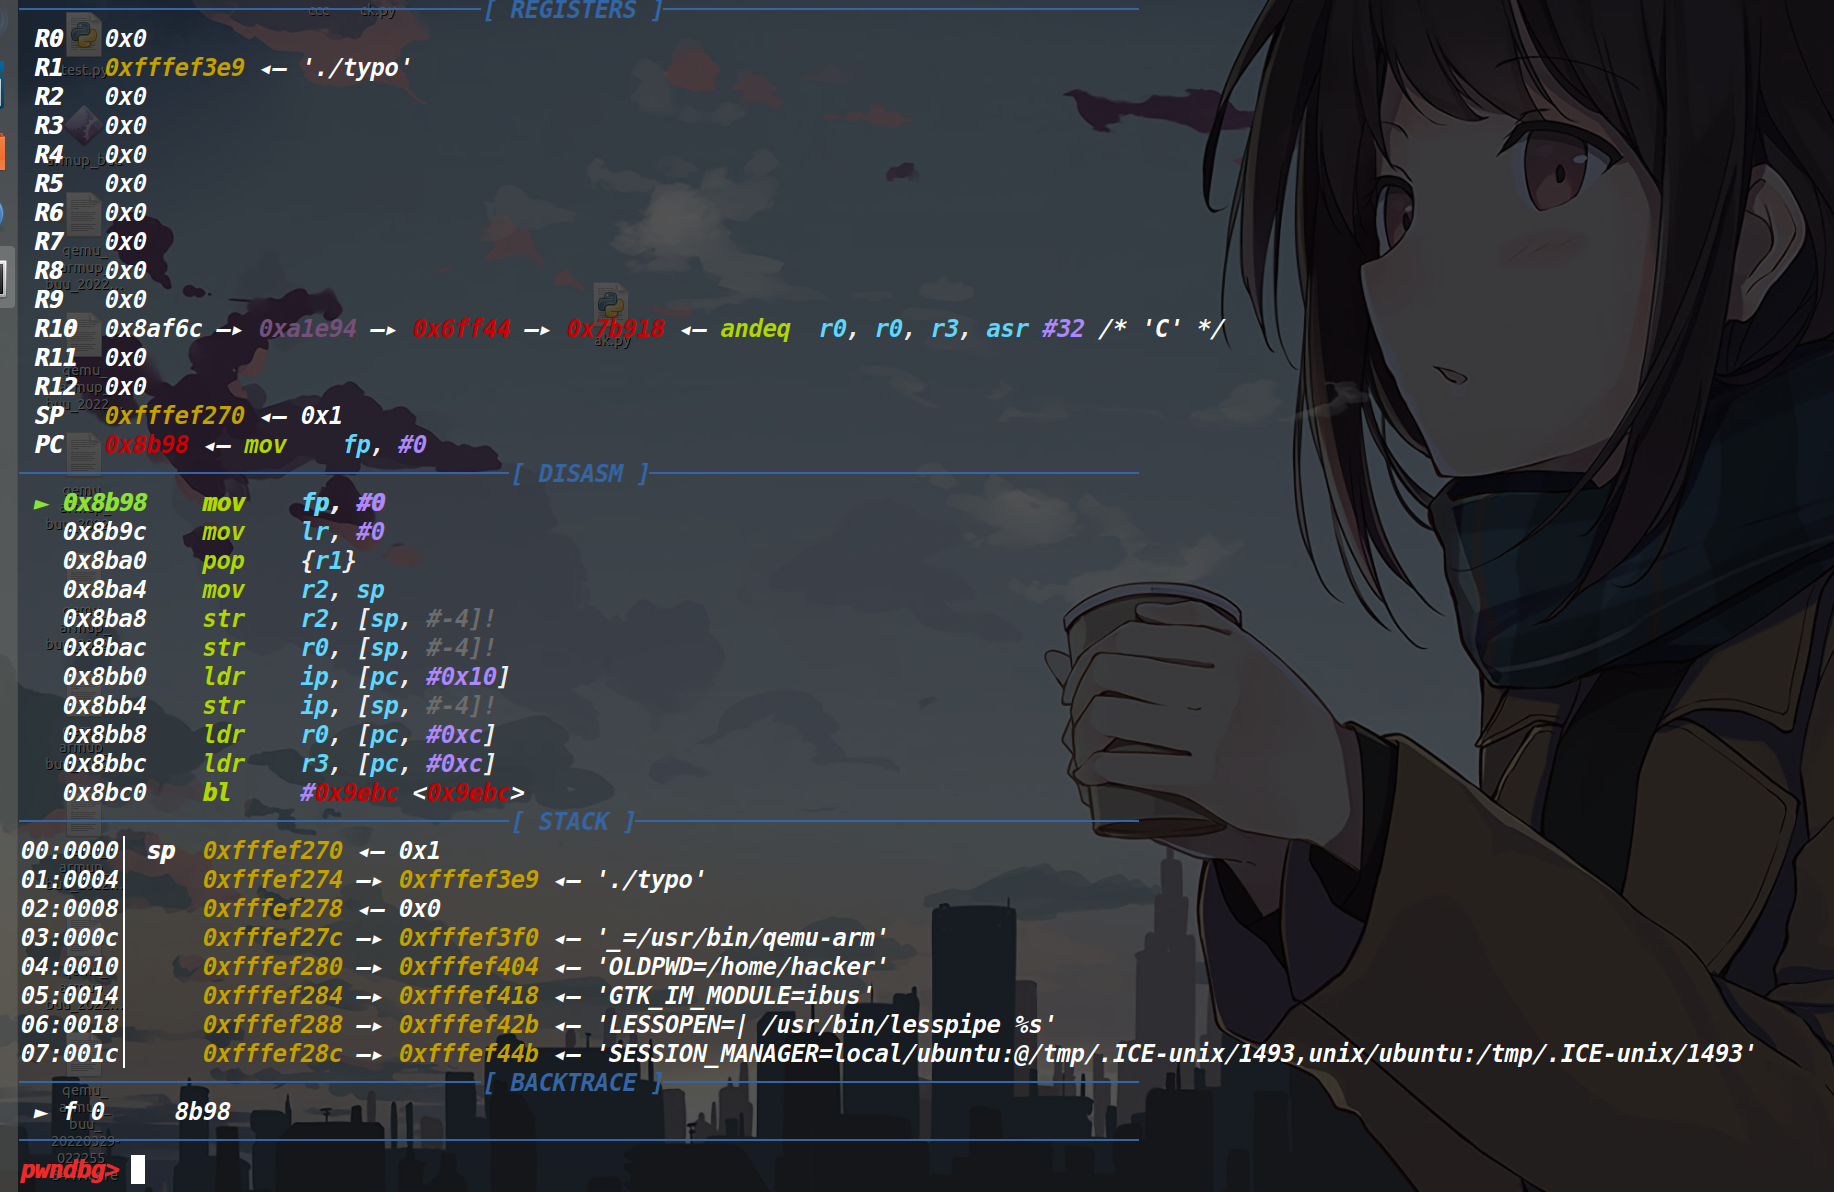 ccc ck.py
[ REGISTERS ]
R0 0x0
R1 0xfffef3e9 ◂— './typo'
test.py
R2 0x0
R3 0x0
R4 0x0
R5 0x0
R6 0x0
R7 0x0
R8 0x0
R9 0x0
R10 0x8af6c —▸ 0xa1e94 —▸ 0x6ff44 —▸ 0x7b918 ◂— andeq r0, r0, r3, asr #32 /* 'C' */
ak.py
R11 0x0
R12 0x0
SP 0xfffef270 ◂— 0x1
PC 0x8b98 ◂— mov fp, #0
[ DISASM ]
► 0x8b98 mov fp, #0
0x8b9c mov lr, #0
0x8ba0 pop {r1}
0x8ba4 mov r2, sp
0x8ba8 str r2, [sp, #-4]!
0x8bac str r0, [sp, #-4]!
0x8bb0 ldr ip, [pc, #0x10]
0x8bb4 str ip, [sp, #-4]!
0x8bb8 ldr r0, [pc, #0xc]
0x8bbc ldr r3, [pc, #0xc]
0x8bc0 bl #0x9ebc <0x9ebc>
[ STACK ]
00:0000│ sp 0xfffef270 ◂— 0x1
01:0004│ 0xfffef274 —▸ 0xfffef3e9 ◂— './typo'
02:0008│ 0xfffef278 ◂— 0x0
03:000c│ 0xfffef27c —▸ 0xfffef3f0 ◂— '_=/usr/bin/qemu-arm'
04:0010│ 0xfffef280 —▸ 0xfffef404 ◂— 'OLDPWD=/home/hacker'
05:0014│ 0xfffef284 —▸ 0xfffef418 ◂— 'GTK_IM_MODULE=ibus'
06:0018│ 0xfffef288 —▸ 0xfffef42b ◂— 'LESSOPEN=| /usr/bin/lesspipe %s'
07:001c│ 0xfffef28c —▸ 0xfffef44b ◂— 'SESSION_MANAGER=local/ubuntu:@/tmp/.ICE-unix/1493,unix/ubuntu:/tmp/.ICE-unix/1493'
[ BACKTRACE ]
► f 0 8b98
pwndbg>